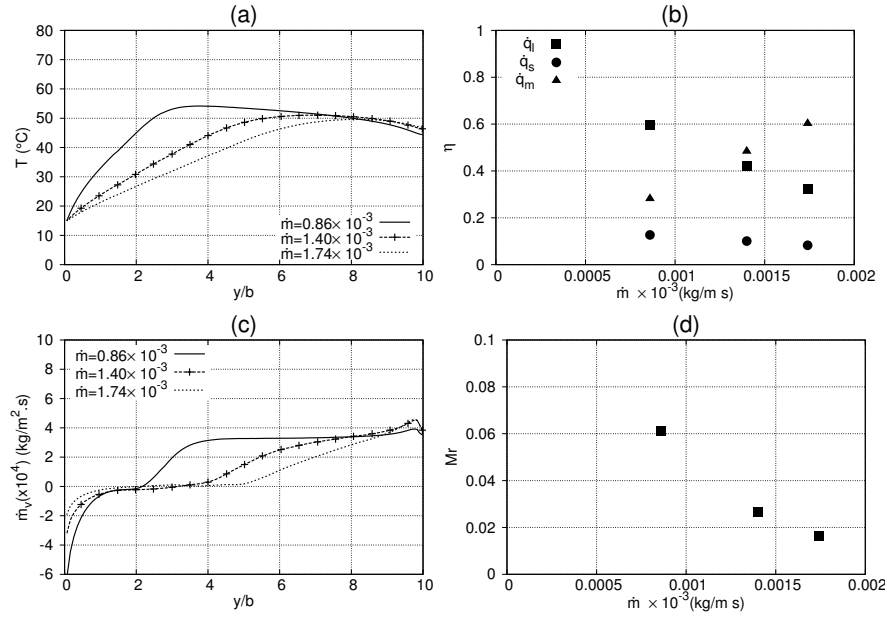 (a)
80
70
60
50
40
30
20
10
0
T (°C)
ṁ=0.86× 10⁻³
ṁ=1.40× 10⁻³
ṁ=1.74× 10⁻³
0 2 4 6 8 10
y/b
(b)
1
0.8
0.6
0.4
0.2
0
η
q̇l
q̇s
q̇m
0 0.0005 0.001 0.0015 0.002
ṁ ×10⁻³(kg/m s)
(c)
10
8
6
4
2
0
-2
-4
-6
ṁv(x10⁴) (kg/m².s)
ṁ=0.86× 10⁻³
ṁ=1.40× 10⁻³
ṁ=1.74× 10⁻³
0 2 4 6 8 10
y/b
(d)
0.1
0.08
0.06
0.04
0.02
0
Mr
0 0.0005 0.001 0.0015 0.002
ṁ ×10⁻³(kg/m s)